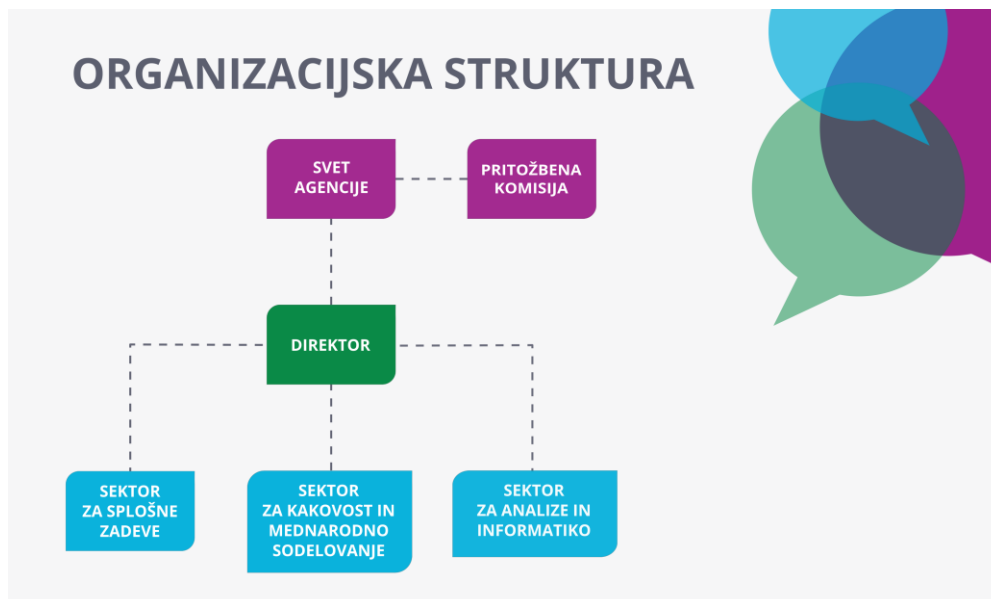 ORGANIZACIJSKA STRUKTURA
SVET
AGENCIJE
PRITOŽBENA
KOMISIJA
DIREKTOR
SEKTOR
ZA SPLOŠNE
ZADEVE
SEKTOR
ZA KAKOVOST IN
MEDNARODNO
SODELOVANJE
SEKTOR
ZA ANALIZE IN
INFORMATIKO